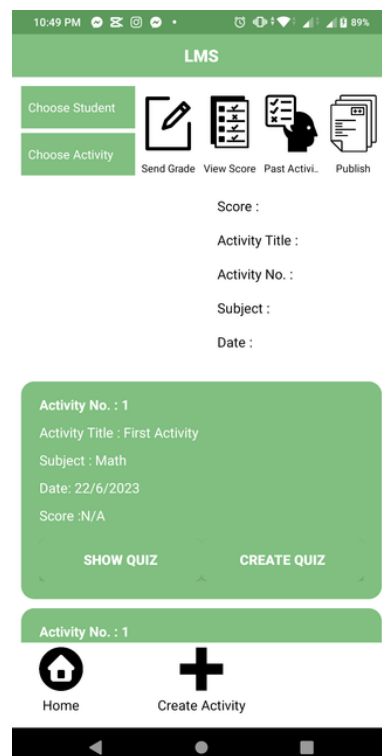 10:49 PM 89%
LMS
Choose Student
Choose Activity
Send Grade View Score Past Activi.. Publish
Score :
Activity Title :
Activity No. :
Subject :
Date :
Activity No. : 1
Activity Title : First Activity
Subject : Math
Date: 22/6/2023
Score :N/A
SHOW QUIZ CREATE QUIZ
Activity No. : 1
Home Create Activity